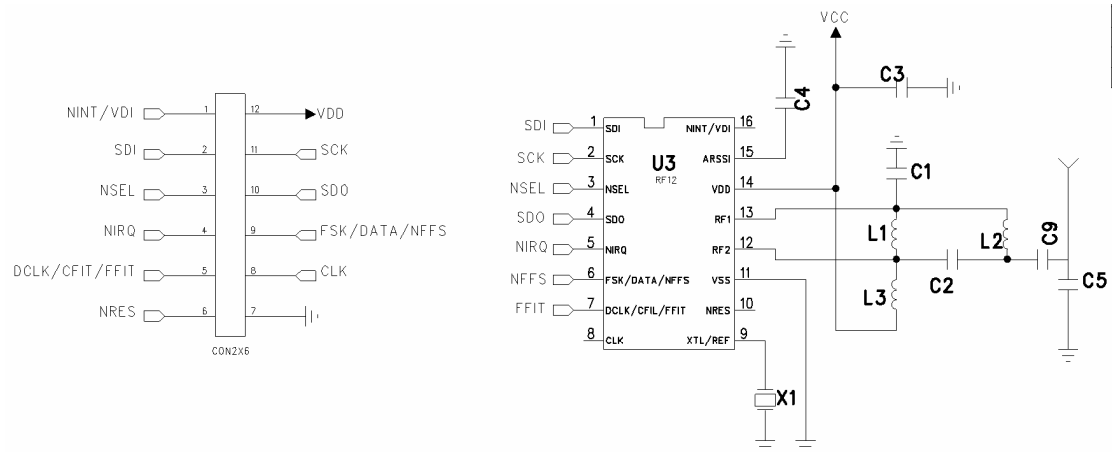 VCC
C3
C4
NINT/VDI 1 12 VDD
SDI 2 11 SCK
NSEL 3 10 SDO
NIRQ 4 9 FSK/DATA/NFFS
DCLK/CFIT/FFIT 5 8 CLK
NRES 6 7
CON2X6
SDI 1 SDI NINT/VDI 16
SCK 2 SCK ARSSI 15
U3
RF12
NSEL 3 NSEL VDD 14
SDO 4 SDO RF1 13
NIRQ 5 NIRQ RF2 12
NFFS 6 FSK/DATA/NFFS VSS 11
FFIT 7 DCLK/CFIL/FFIT NRES 10
8 CLK XTL/REF 9
X1
C1
L1
L2
C9
C2
C5
L3